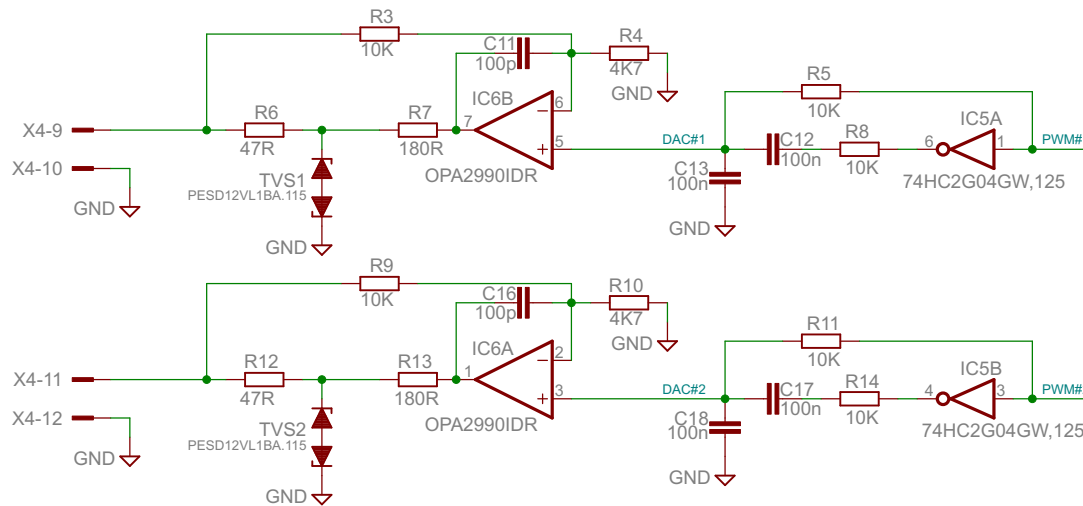 R3
10K
C11
100p
R4
4K7
GND
R5
10K
X4-9
R6
47R
R7
180R
IC6B
7
6
5
OPA2990IDR
DAC#1
C12
100n
R8
10K
IC5A
6
1
PWM#
74HC2G04GW,125
X4-10
GND
TVS1
PESD12VL1BA.115
GND
C13
100n
GND
R9
10K
C16
100p
R10
4K7
GND
R11
10K
X4-11
R12
47R
R13
180R
IC6A
1
2
3
OPA2990IDR
DAC#2
C17
100n
R14
10K
IC5B
4
3
PWM#
74HC2G04GW,125
X4-12
GND
TVS2
PESD12VL1BA.115
GND
C18
100n
GND